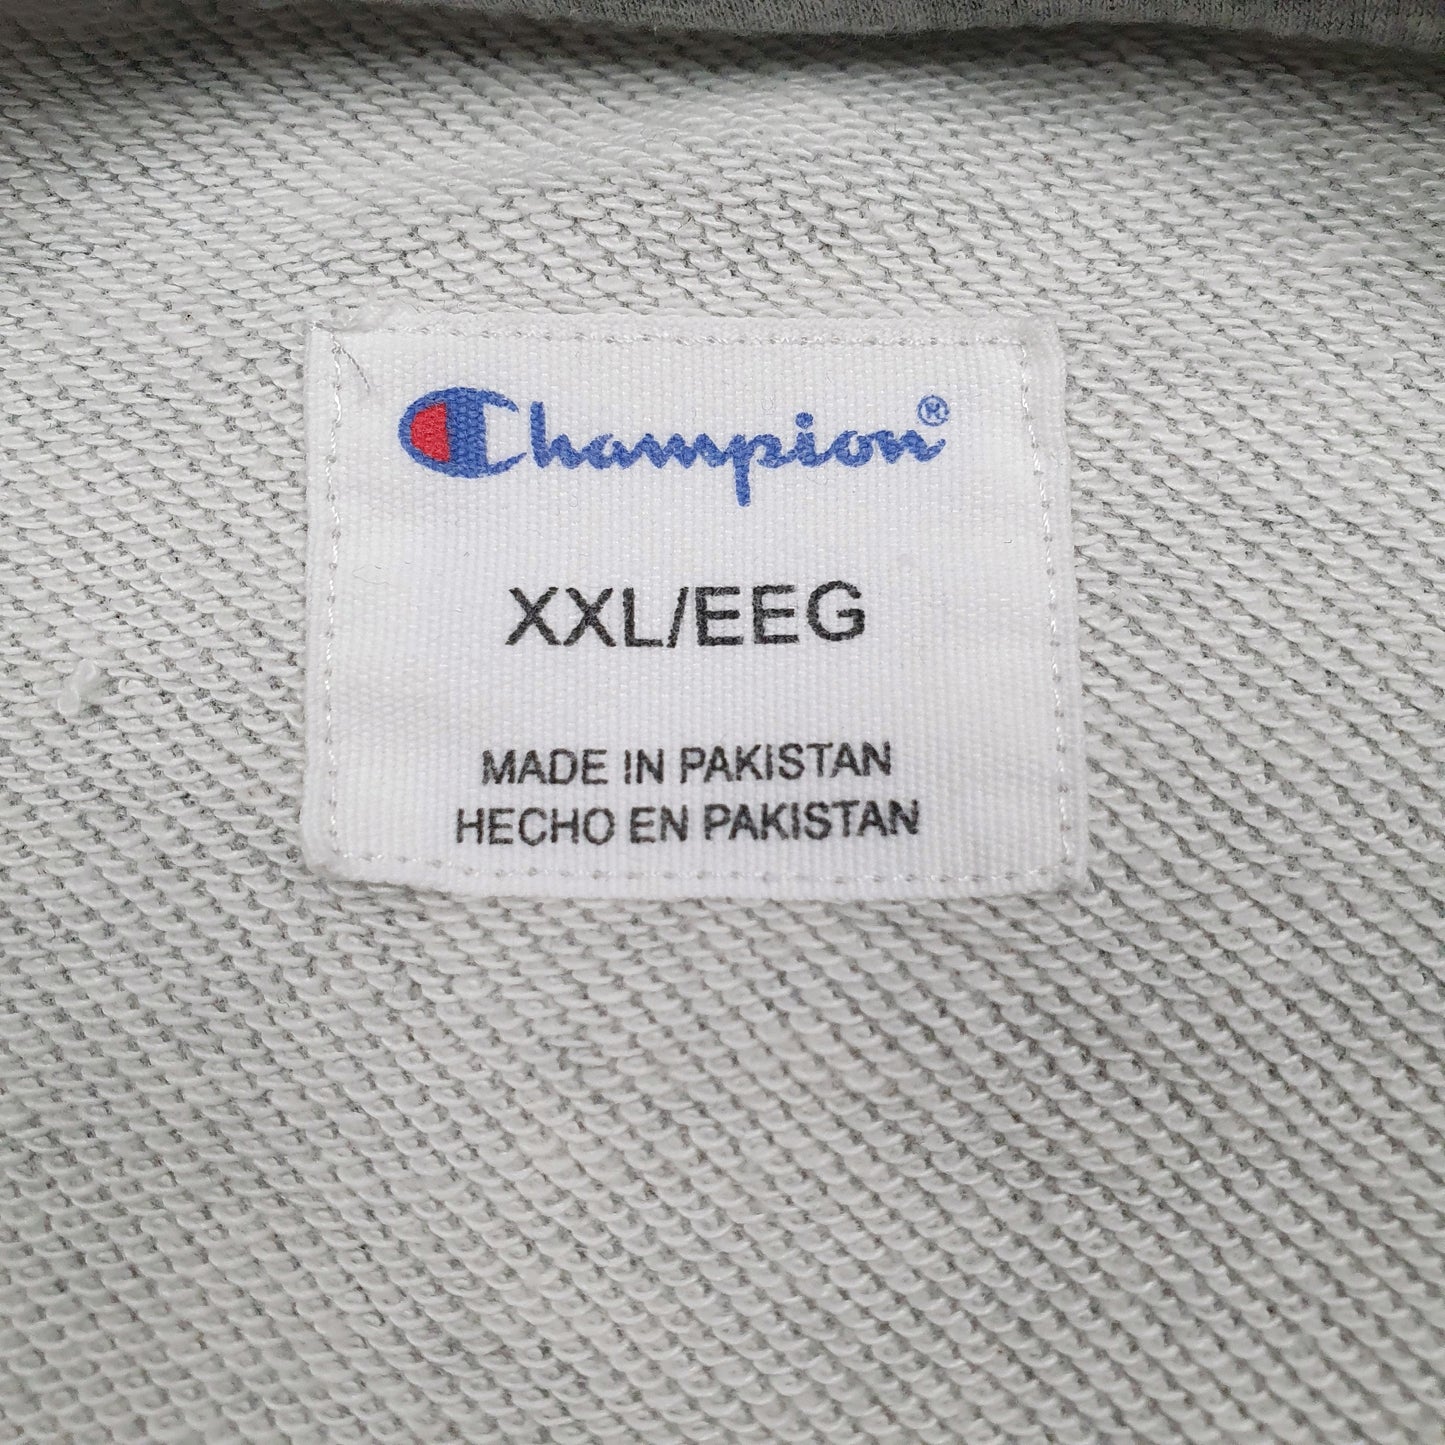 Champion®
XXL/EEG
MADE IN PAKISTAN
HECHO EN PAKISTAN